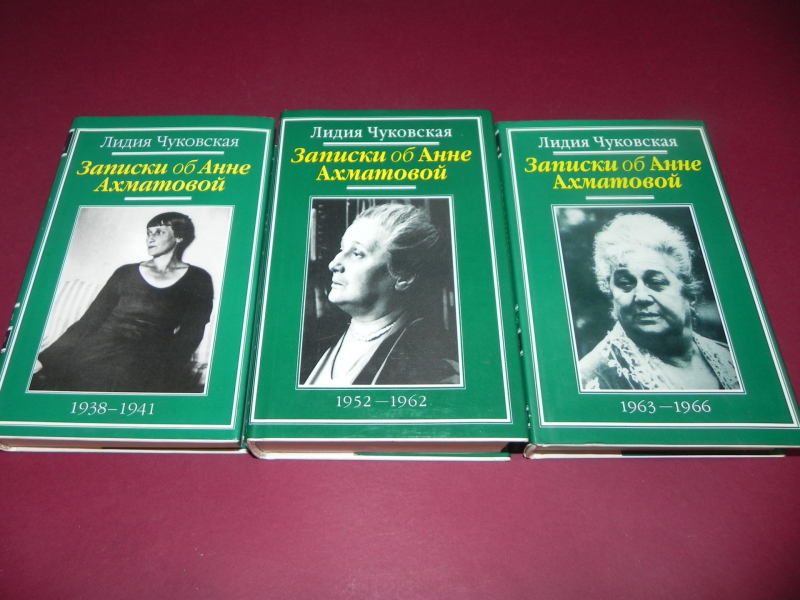 Лидия Чуковская
Записки об Анне
Ахматовой
1938–1941
Лидия Чуковская
Записки об Анне
Ахматовой
1952—1962
Лидия Чуковская
Записки об Анне
Ахматовой
1963—1966